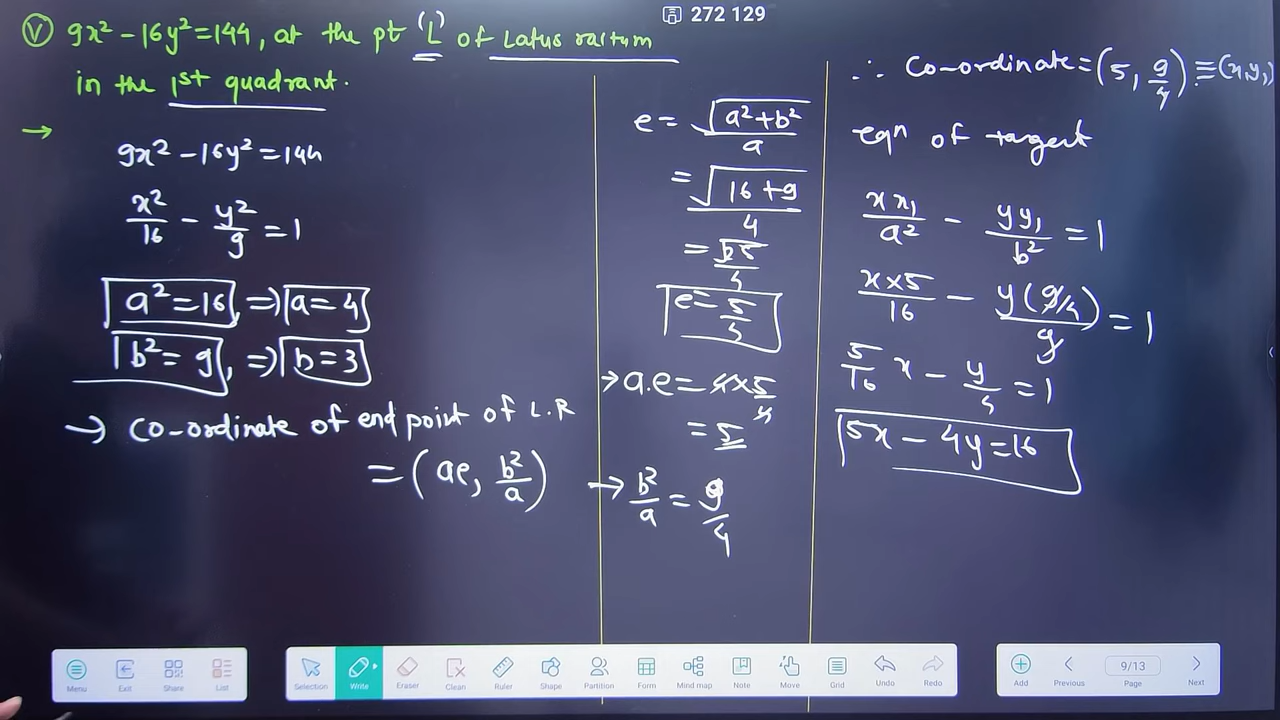 272 129
(V) 9x² - 16y² = 144, at the pt (L) of Latus rectum
in the 1st quadrant.
→
9x² - 16y² = 144
x²/16 - y²/9 = 1
a² = 16, ⇒ a = 4
b² = 9, ⇒ b = 3
→ Co-ordinate of end point of L.R
= (ae, b²/a)
e = √(a² + b²)/a
= √(16 + 9)/4
= √25/4
e = 5/4
→ a.e = 4 × 5/4
= 5
→ b²/a = 9/4
∴ Co-ordinate = (5, 9/4) ≡ (x₁y₁)
eqn of tangent
xx₁/a² - yy₁/b² = 1
x×5/16 - y(9/4)/9 = 1
5/16 x - y/4 = 1
5x - 4y = 16
Menu Exit Share List Selection Write Eraser Clean Ruler Shape Partition Form Mind map Note Move Grid Undo Redo Add Previous 9/13 Page Next